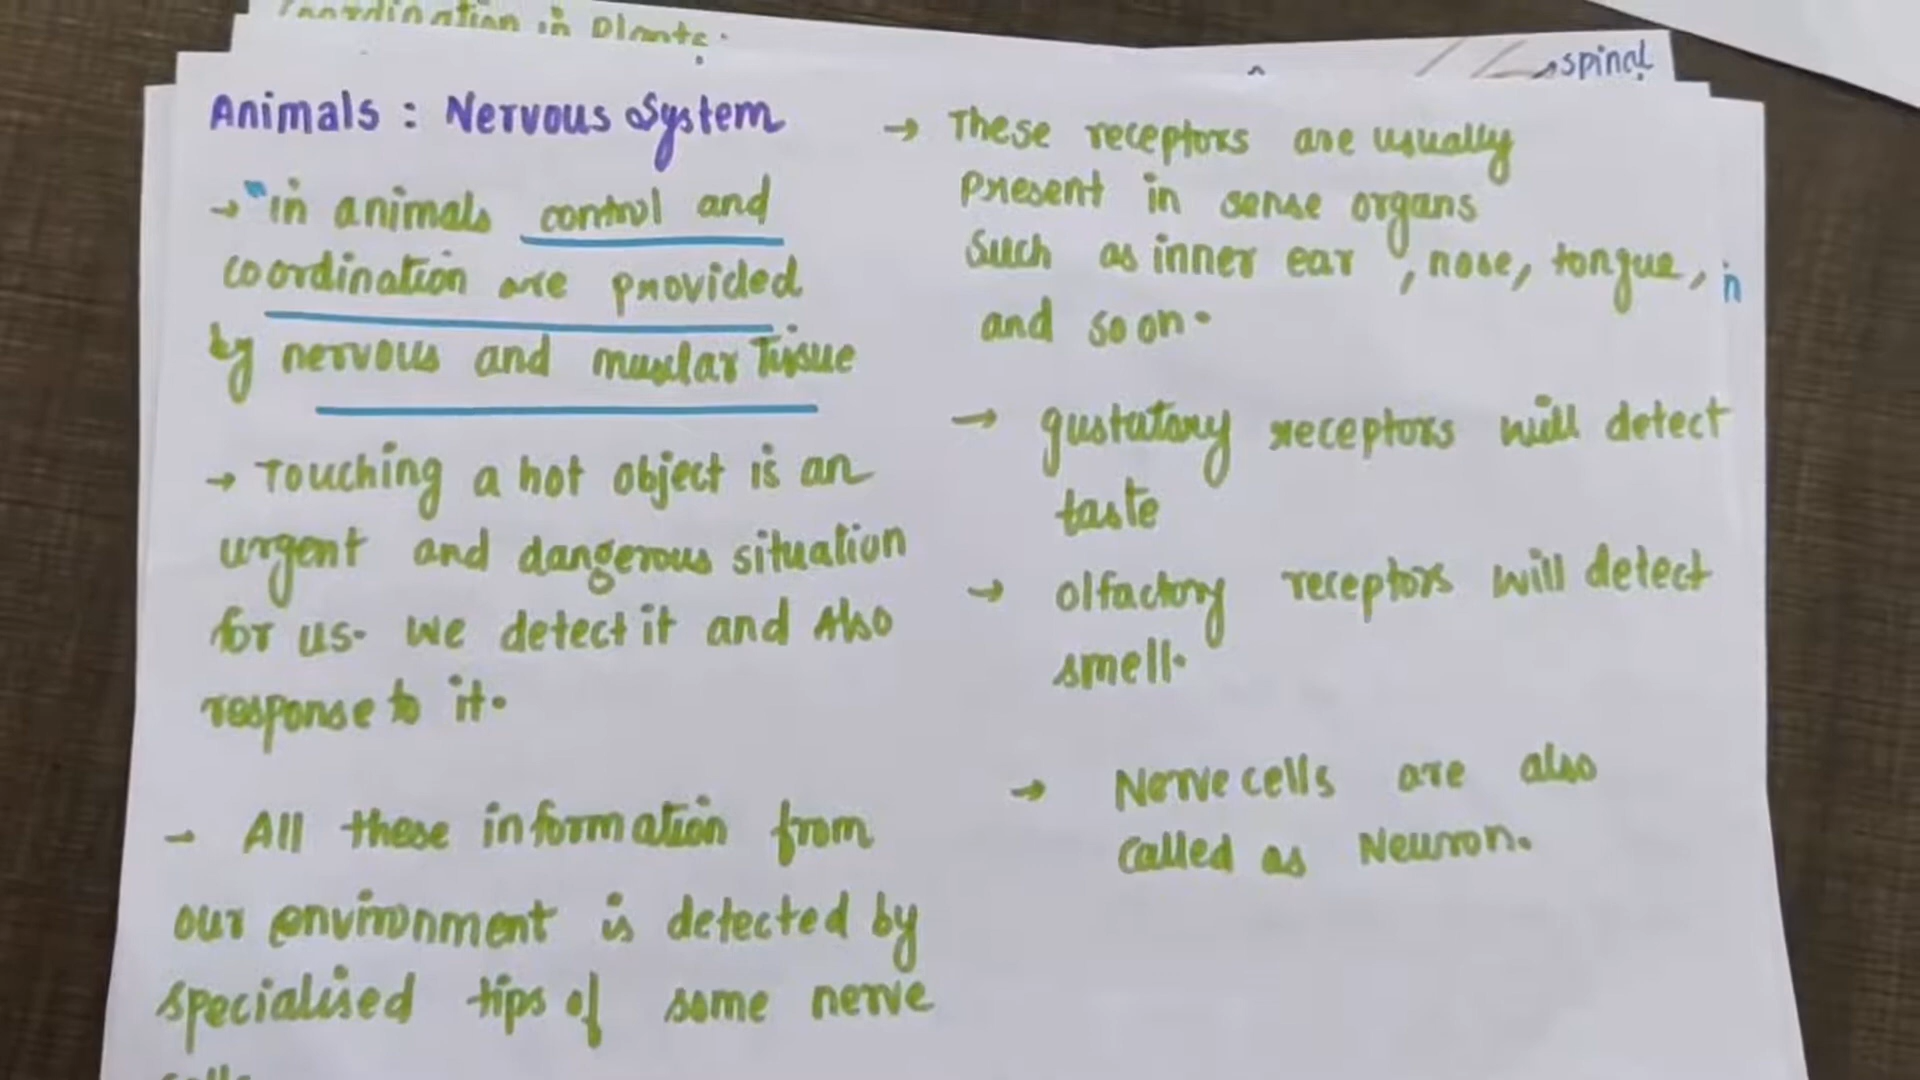 Coordination in Plants:
spinal
Animals : Nervous System
→ in animals control and
coordination are provided
by nervous and muslar Tissue
→ Touching a hot object is an
urgent and dangerous situation
for us. we detect it and Also
response to it.
→ All these information from
our environment is detected by
specialised tips of some nerve
cells
→ These receptors are usually
Present in sense organs
Such as inner ear , nose, tongue,
and so on.
→ gustatory receptors will detect
taste
→ olfactory receptors will detect
smell.
→ Nerve cells are also
called as Neuron.